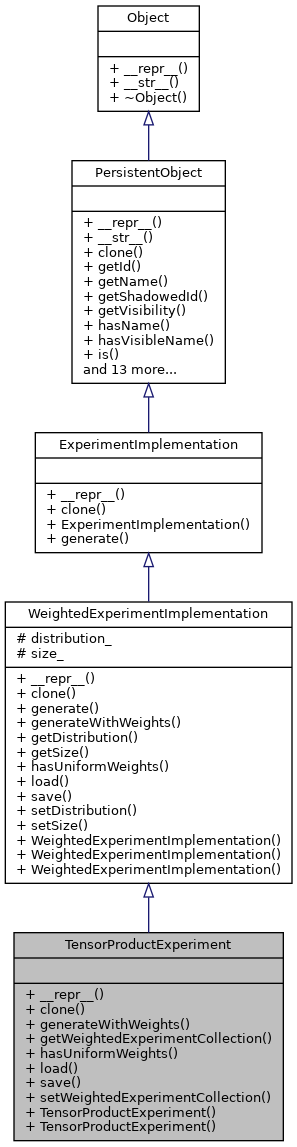 Object
+ __repr__()
+ __str__()
+ ~Object()
PersistentObject
+ __repr__()
+ __str__()
+ clone()
+ getId()
+ getName()
+ getShadowedId()
+ getVisibility()
+ hasName()
+ hasVisibleName()
+ is()
and 13 more...
ExperimentImplementation
+ __repr__()
+ clone()
+ ExperimentImplementation()
+ generate()
WeightedExperimentImplementation
# distribution_
# size_
+ __repr__()
+ clone()
+ generate()
+ generateWithWeights()
+ getDistribution()
+ getSize()
+ hasUniformWeights()
+ load()
+ save()
+ setDistribution()
+ setSize()
+ WeightedExperimentImplementation()
+ WeightedExperimentImplementation()
+ WeightedExperimentImplementation()
TensorProductExperiment
+ __repr__()
+ clone()
+ generateWithWeights()
+ getWeightedExperimentCollection()
+ hasUniformWeights()
+ load()
+ save()
+ setWeightedExperimentCollection()
+ TensorProductExperiment()
+ TensorProductExperiment()